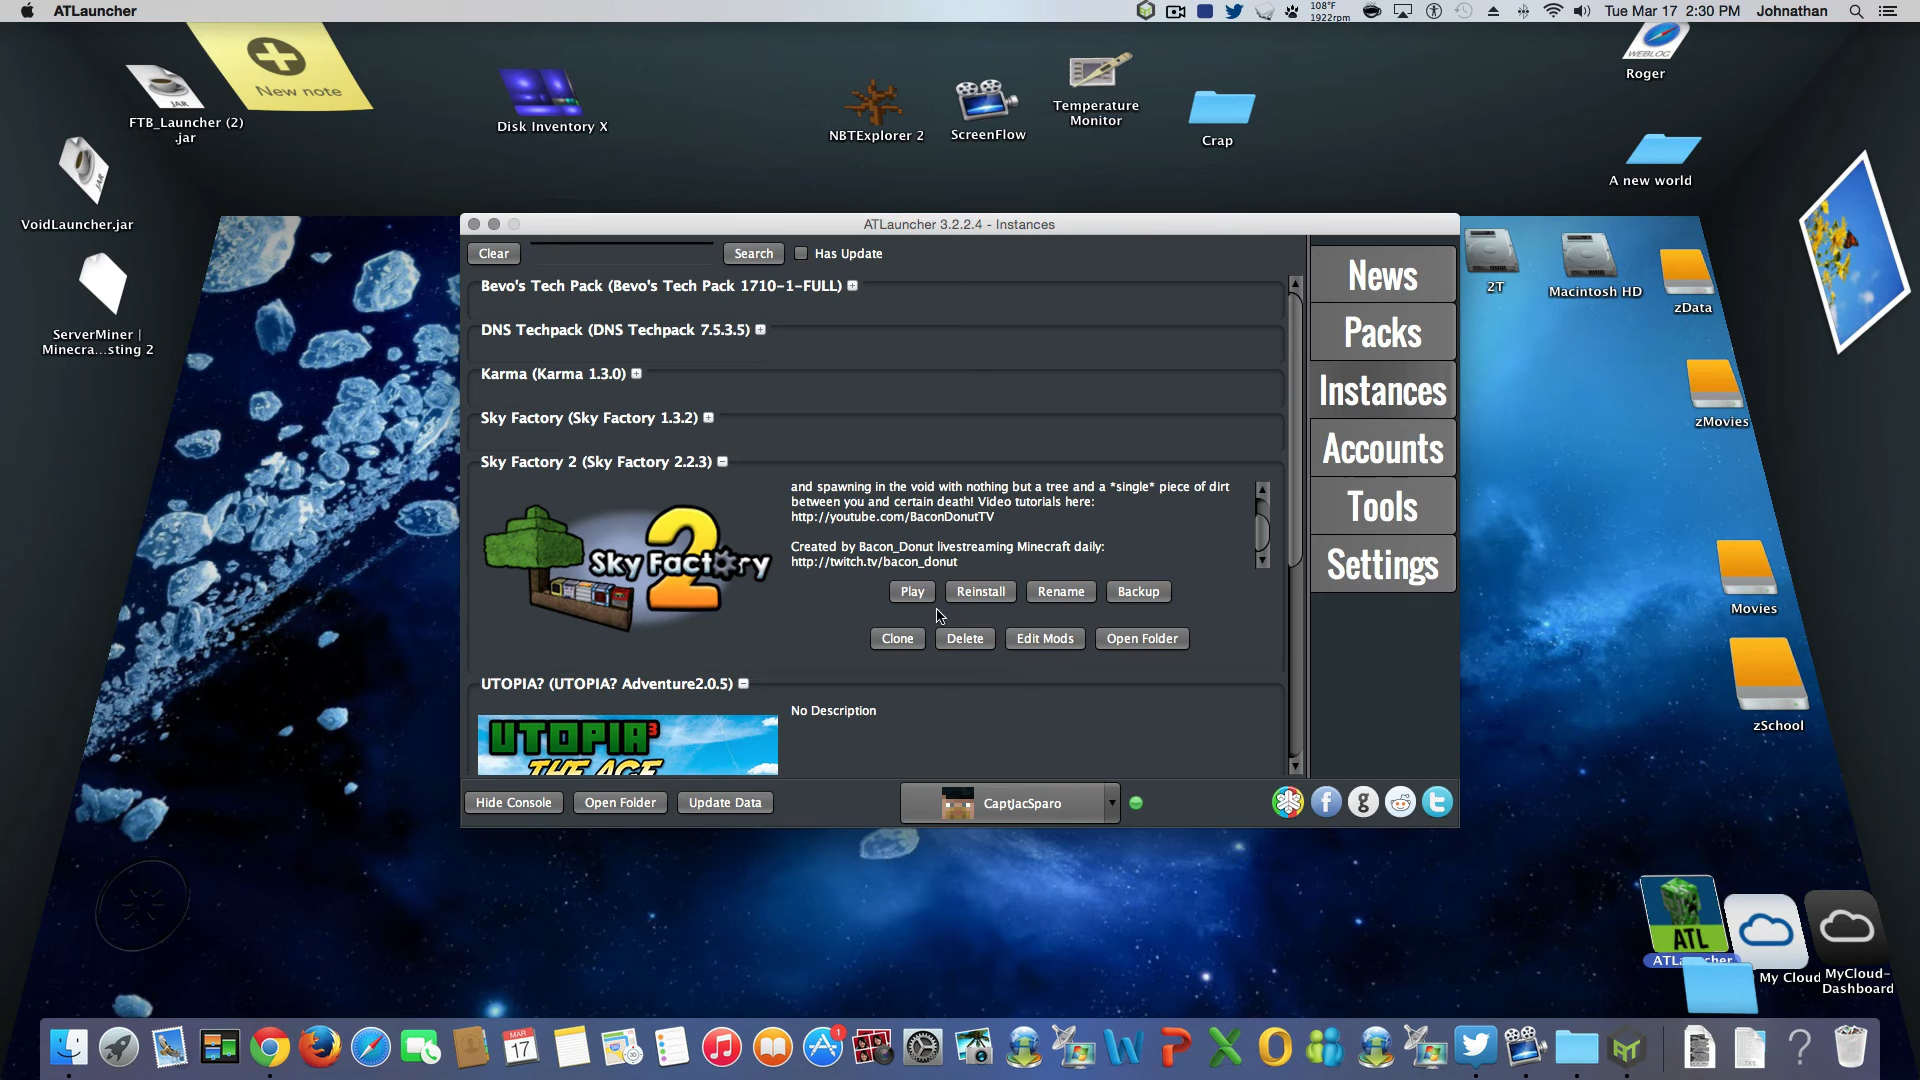 ATLauncher
108°F
1922rpm
Tue Mar 17 2:30 PM Johnathan
New note
JAR
FTB_Launcher (2)
.jar
Disk Inventory X
NBTExplorer 2
ScreenFlow
Temperature
Monitor
Crap
WEBLOC
Roger
A new world
JAR
VoidLauncher.jar
ServerMiner |
Minecra...sting 2
2T
Macintosh HD
zData
zMovies
Movies
zSchool
ATLauncher 3.2.2.4 - Instances
Clear
Search
Has Update
Bevo's Tech Pack (Bevo's Tech Pack 1710-1-FULL)
DNS Techpack (DNS Techpack 7.5.3.5)
Karma (Karma 1.3.0)
Sky Factory (Sky Factory 1.3.2)
Sky Factory 2 (Sky Factory 2.2.3)
Sky Factory 2
and spawning in the void with nothing but a tree and a *single* piece of dirt
between you and certain death! Video tutorials here:
http://youtube.com/BaconDonutTV
Created by Bacon_Donut livestreaming Minecraft daily:
http://twitch.tv/bacon_donut
Play Reinstall Rename Backup
Clone Delete Edit Mods Open Folder
UTOPIA? (UTOPIA? Adventure2.0.5)
UTOPIA³
THE AGE
No Description
News
Packs
Instances
Accounts
Tools
Settings
Hide Console
Open Folder
Update Data
CaptJacSparo
ATL
My Cloud
MyCloud-
Dashboard
MAR
17
1